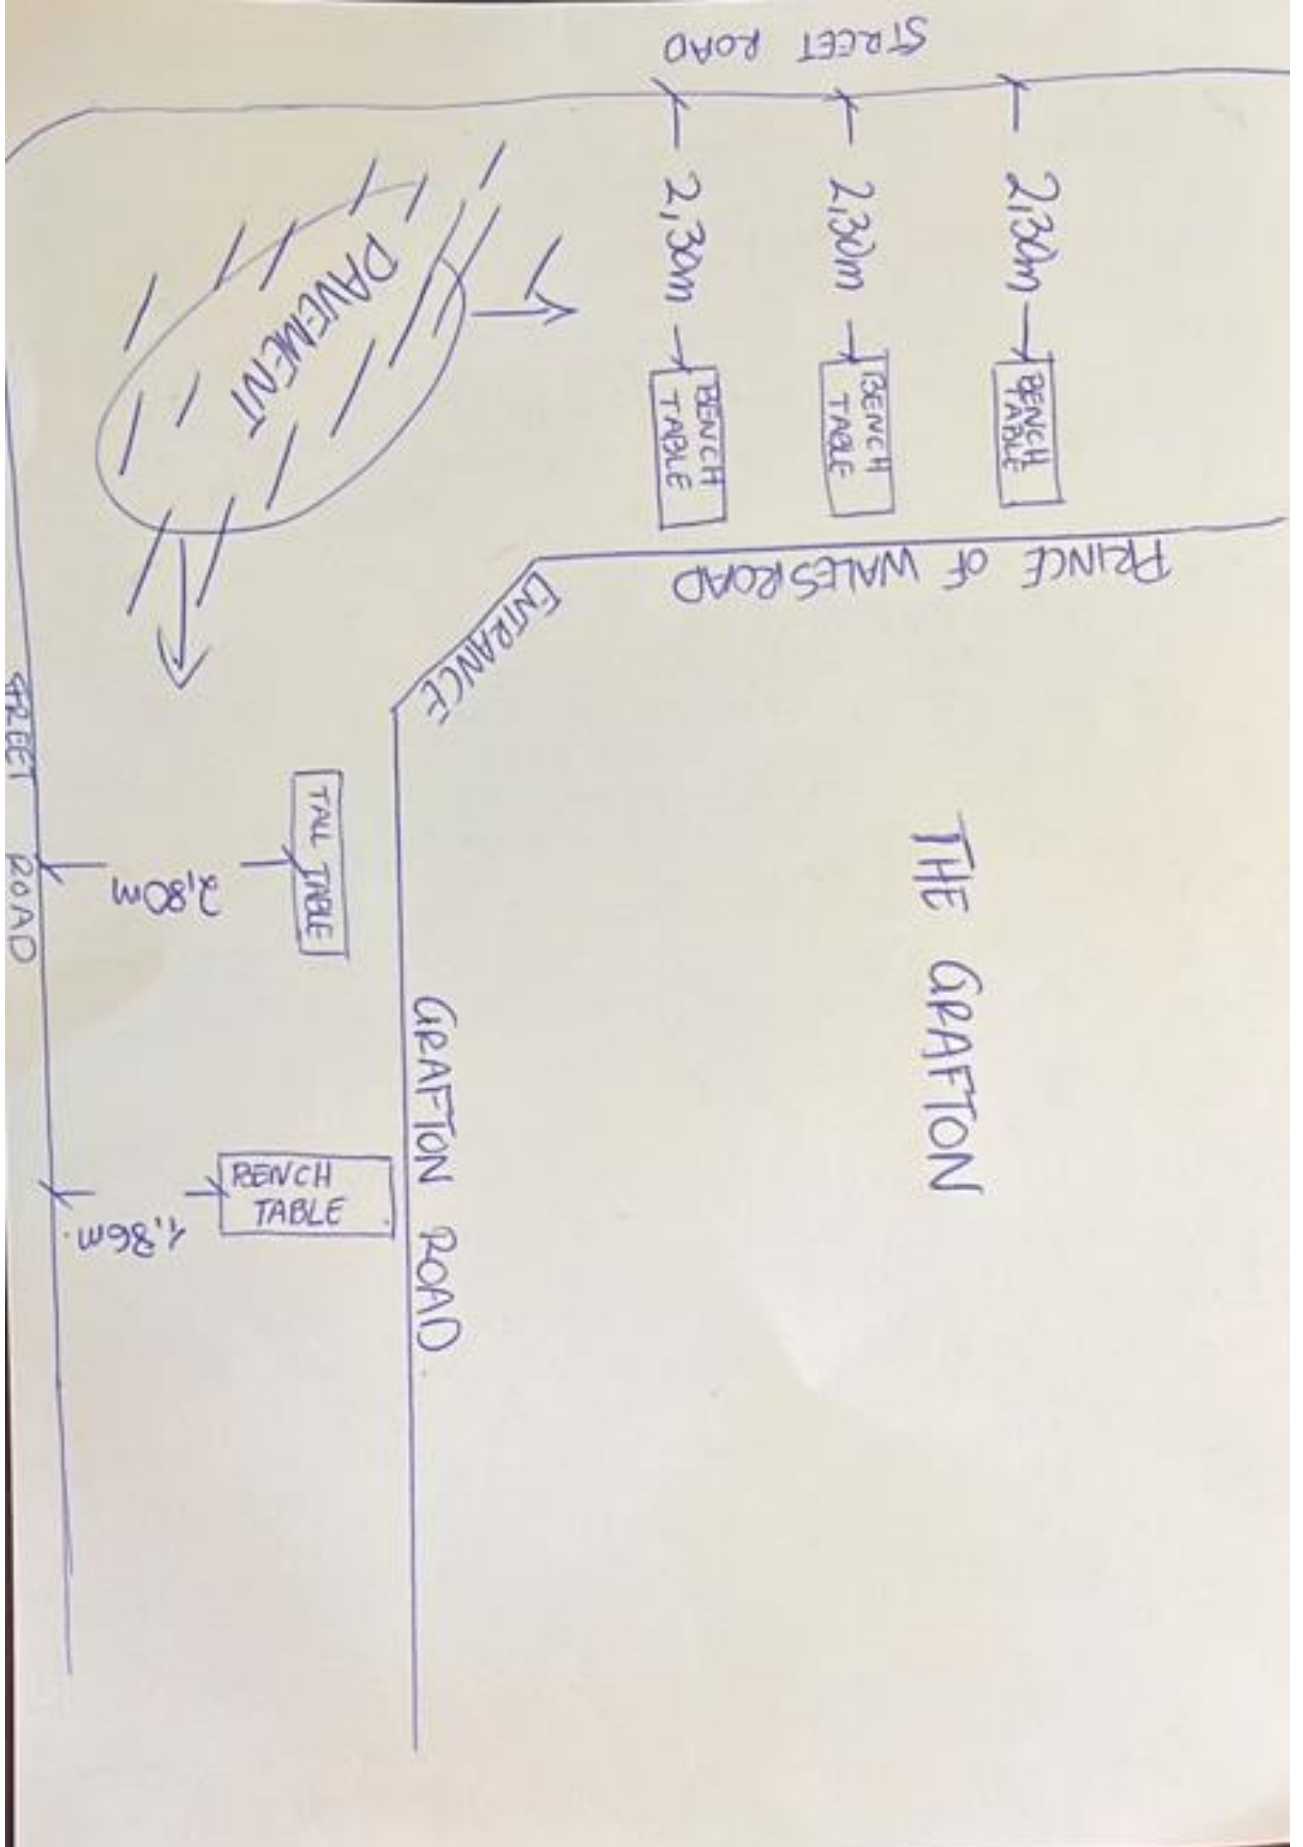 STREET ROAD
2,30m
2,30m
2,30m
BENCH
TABLE
BENCH
TABLE
BENCH
TABLE
PAVEMENT
PRINCE OF WALES ROAD
ENTRANCE
THE GRAFTON
STREET ROAD
TALL TABLE
2,80m
GRAFTON ROAD
BENCH
TABLE
1,86m.